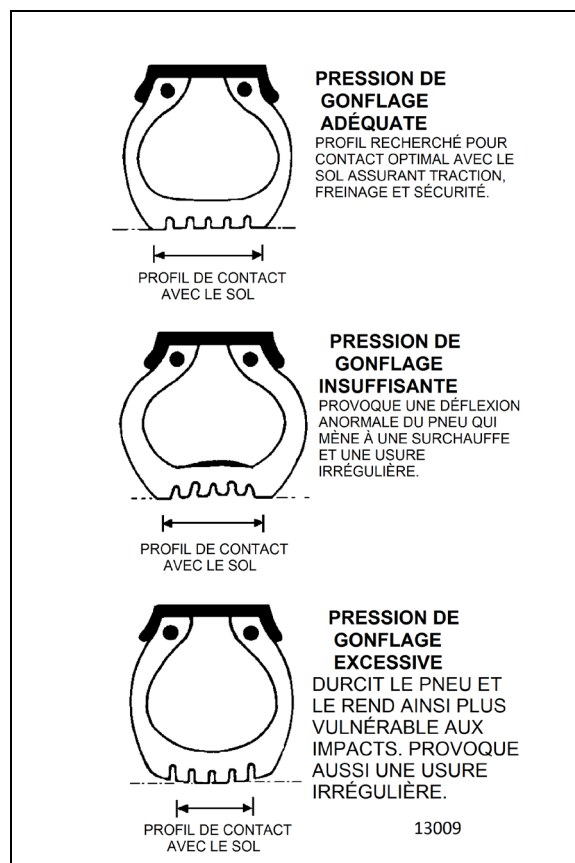 PRESSION DE
GONFLAGE
ADÉQUATE
PROFIL RECHERCHÉ POUR
CONTACT OPTIMAL AVEC LE
SOL ASSURANT TRACTION,
FREINAGE ET SÉCURITÉ.
PROFIL DE CONTACT
AVEC LE SOL
PRESSION DE
GONFLAGE
INSUFFISANTE
PROVOQUE UNE DÉFLEXION
ANORMALE DU PNEU QUI
MÈNE À UNE SURCHAUFFE
ET UNE USURE
IRRÉGULIÈRE.
PROFIL DE CONTACT
AVEC LE SOL
PRESSION DE
GONFLAGE
EXCESSIVE
DURCIT LE PNEU ET
LE REND AINSI PLUS
VULNÉRABLE AUX
IMPACTS. PROVOQUE
AUSSI UNE USURE
IRRÉGULIÈRE.
PROFIL DE CONTACT
AVEC LE SOL
13009